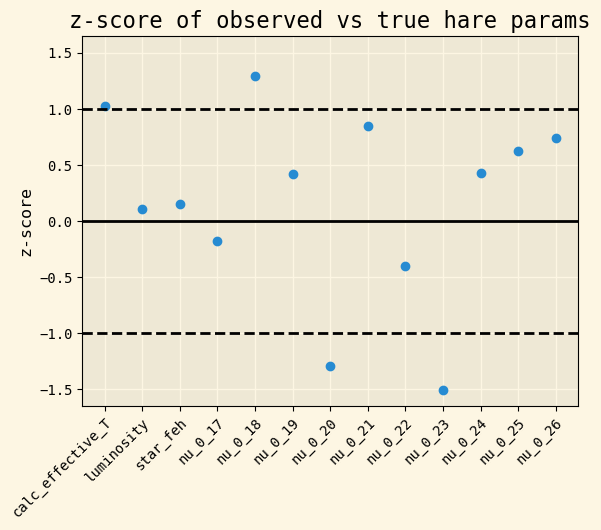 z-score of observed vs true hare params
z-score
1.5
1.0
0.5
0.0
−0.5
−1.0
−1.5
calc_effective_T
luminosity
star_feh
nu_0_17
nu_0_18
nu_0_19
nu_0_20
nu_0_21
nu_0_22
nu_0_23
nu_0_24
nu_0_25
nu_0_26